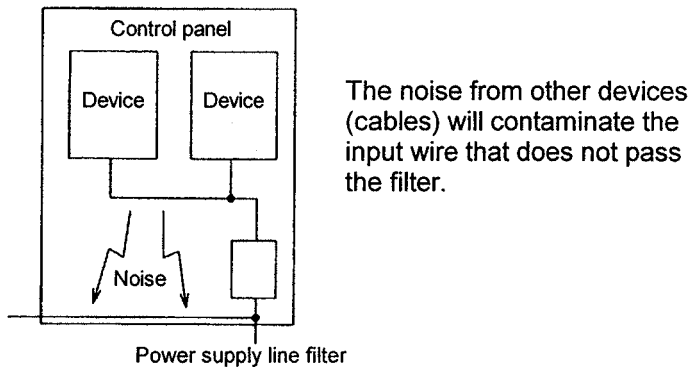 Control panel
Device
Device
The noise from other devices
(cables) will contaminate the
input wire that does not pass
the filter.
Noise
Power supply line filter